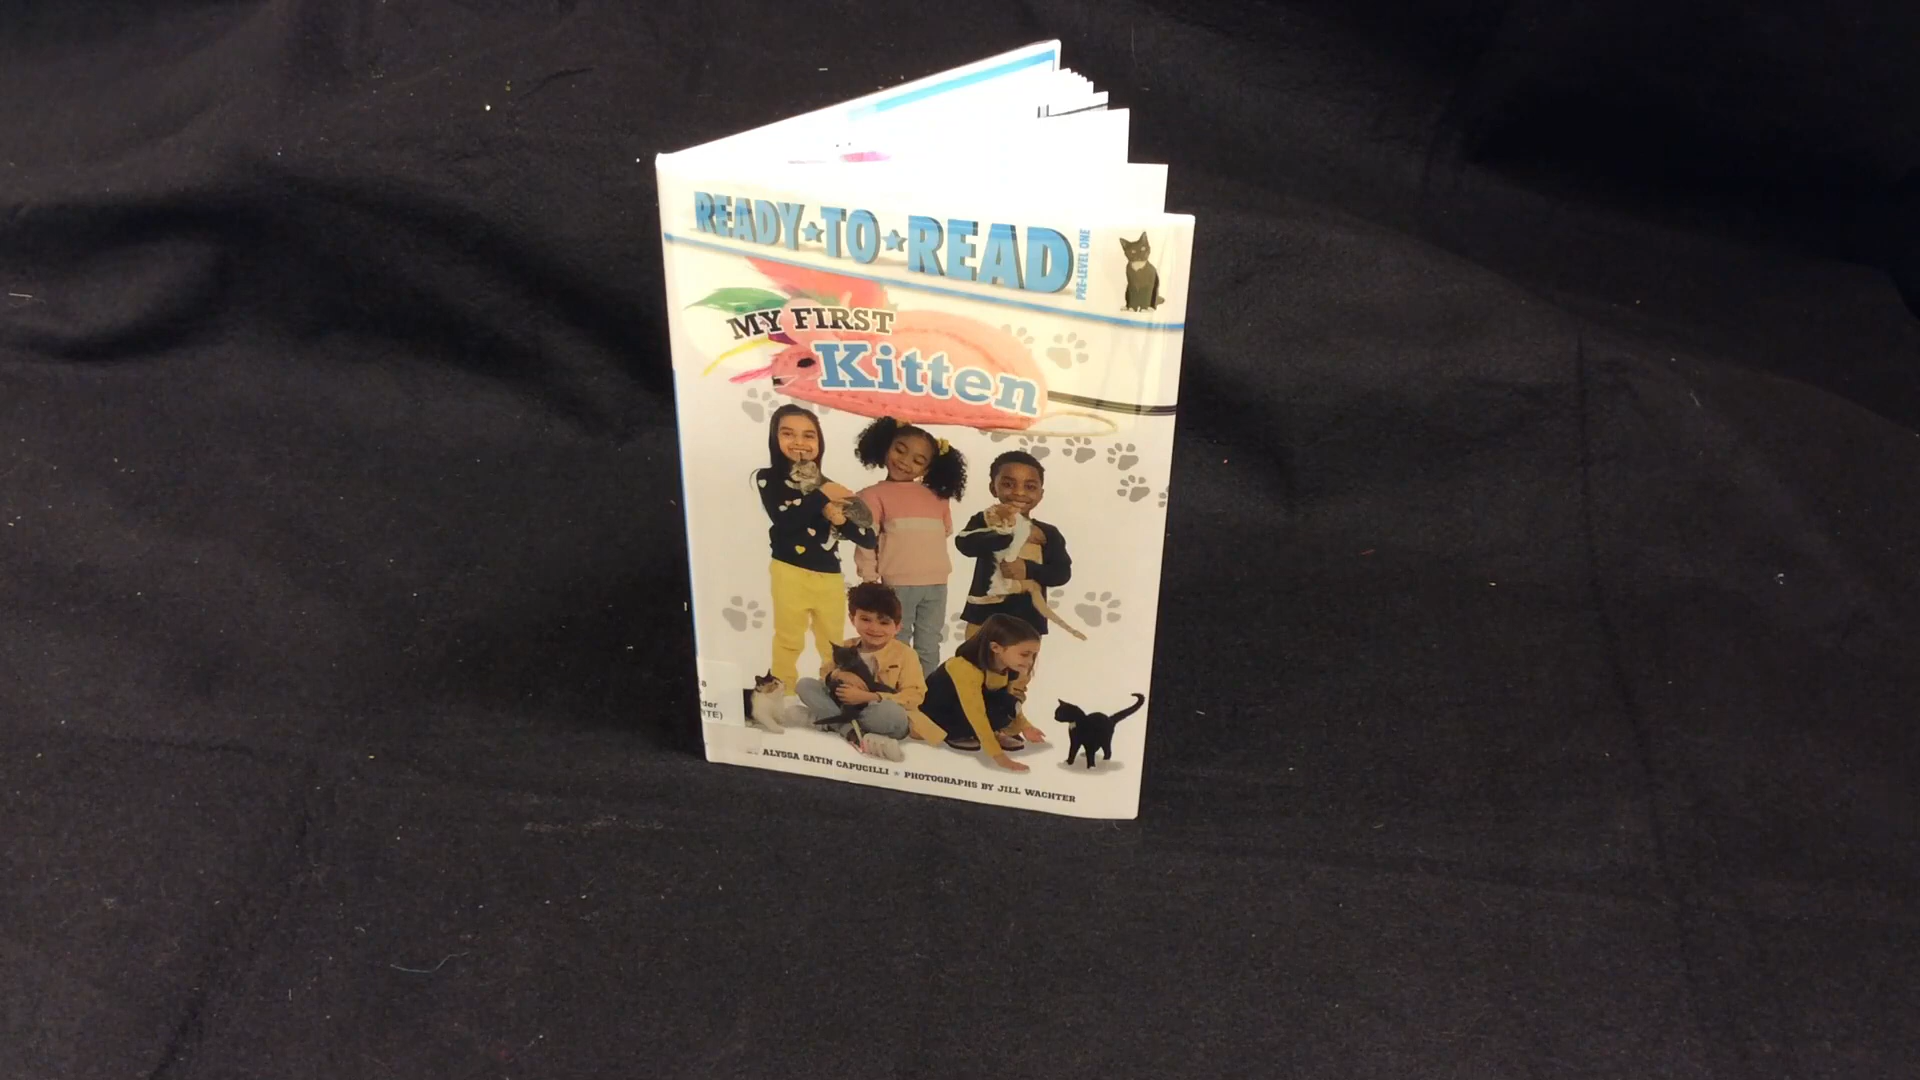 READY★TO★READ
PRE-LEVEL ONE
MY FIRST
Kitten
ALYSSA SATIN CAPUCILLI ★ PHOTOGRAPHS BY JILL WACHTER